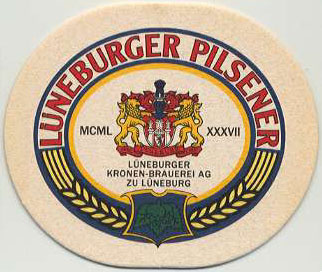 LÜNEBURGER PILSENER
MCML XXXVII
LÜNEBURGER
KRONEN-BRAUEREI AG
ZU LÜNEBURG